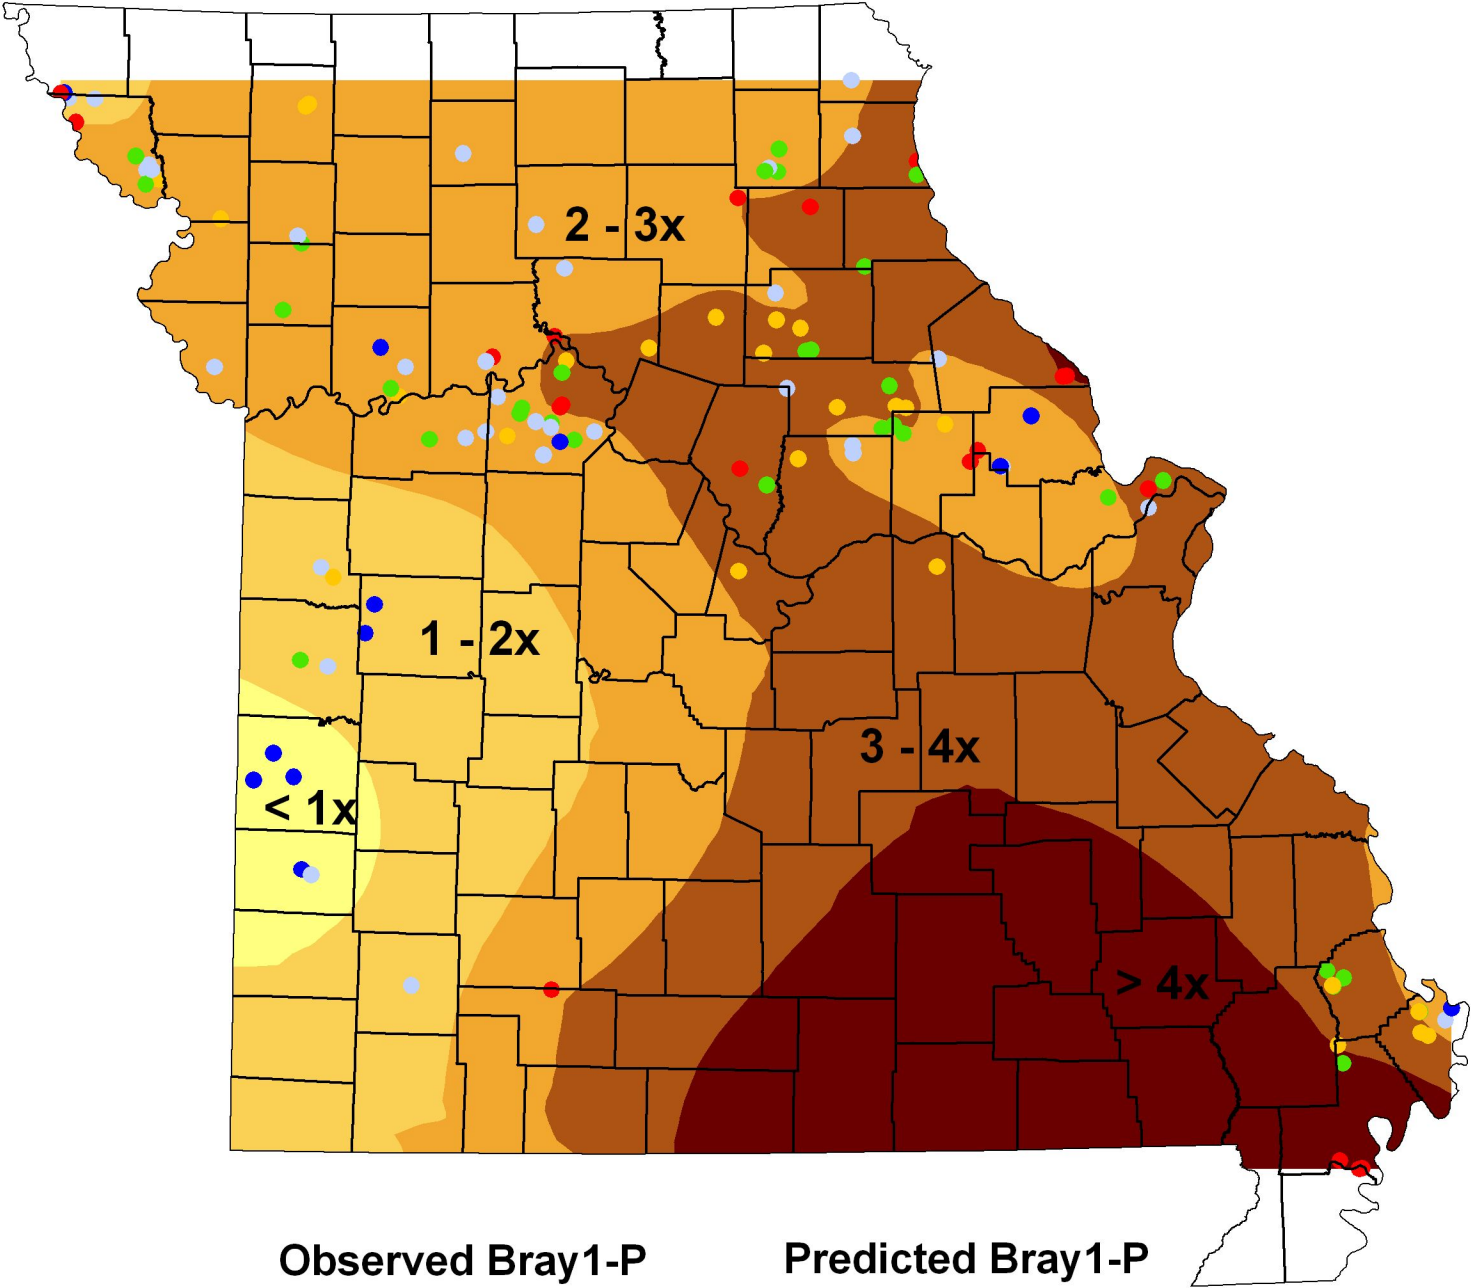 2 - 3x
1 - 2x
3 - 4x
< 1x
> 4x
Observed Bray1-P
Predicted Bray1-P